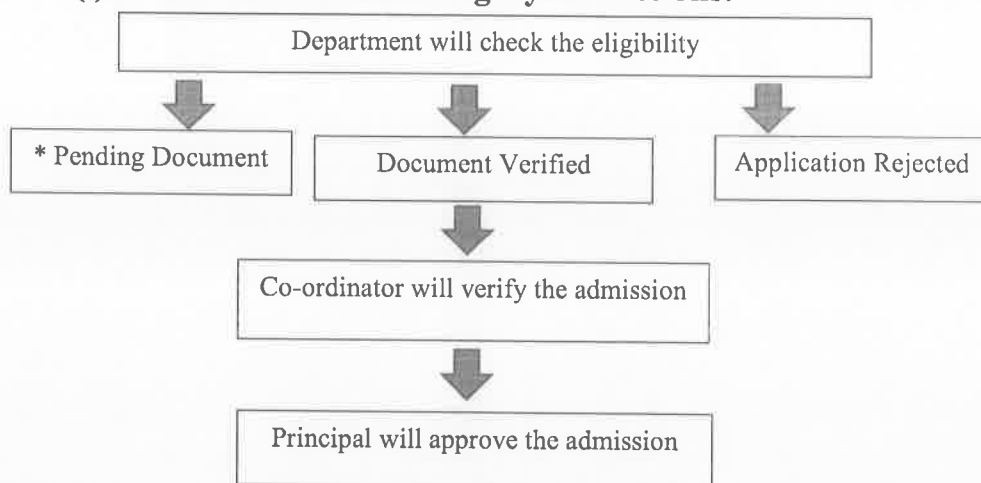 Department will check the eligibility
* Pending Document
Document Verified
Application Rejected
Co-ordinator will verify the admission
Principal will approve the admission